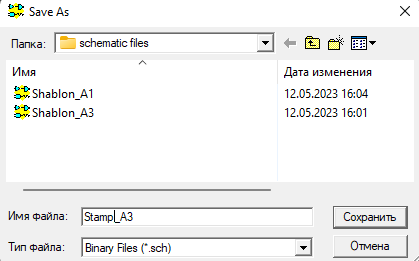 Save As
Папка: schematic files
Имя Дата изменения
Shablon_A1 12.05.2023 16:04
Shablon_A3 12.05.2023 16:01
Имя файла: Stamp_A3 Сохранить
Тип файла: Binary Files (*.sch) Отмена